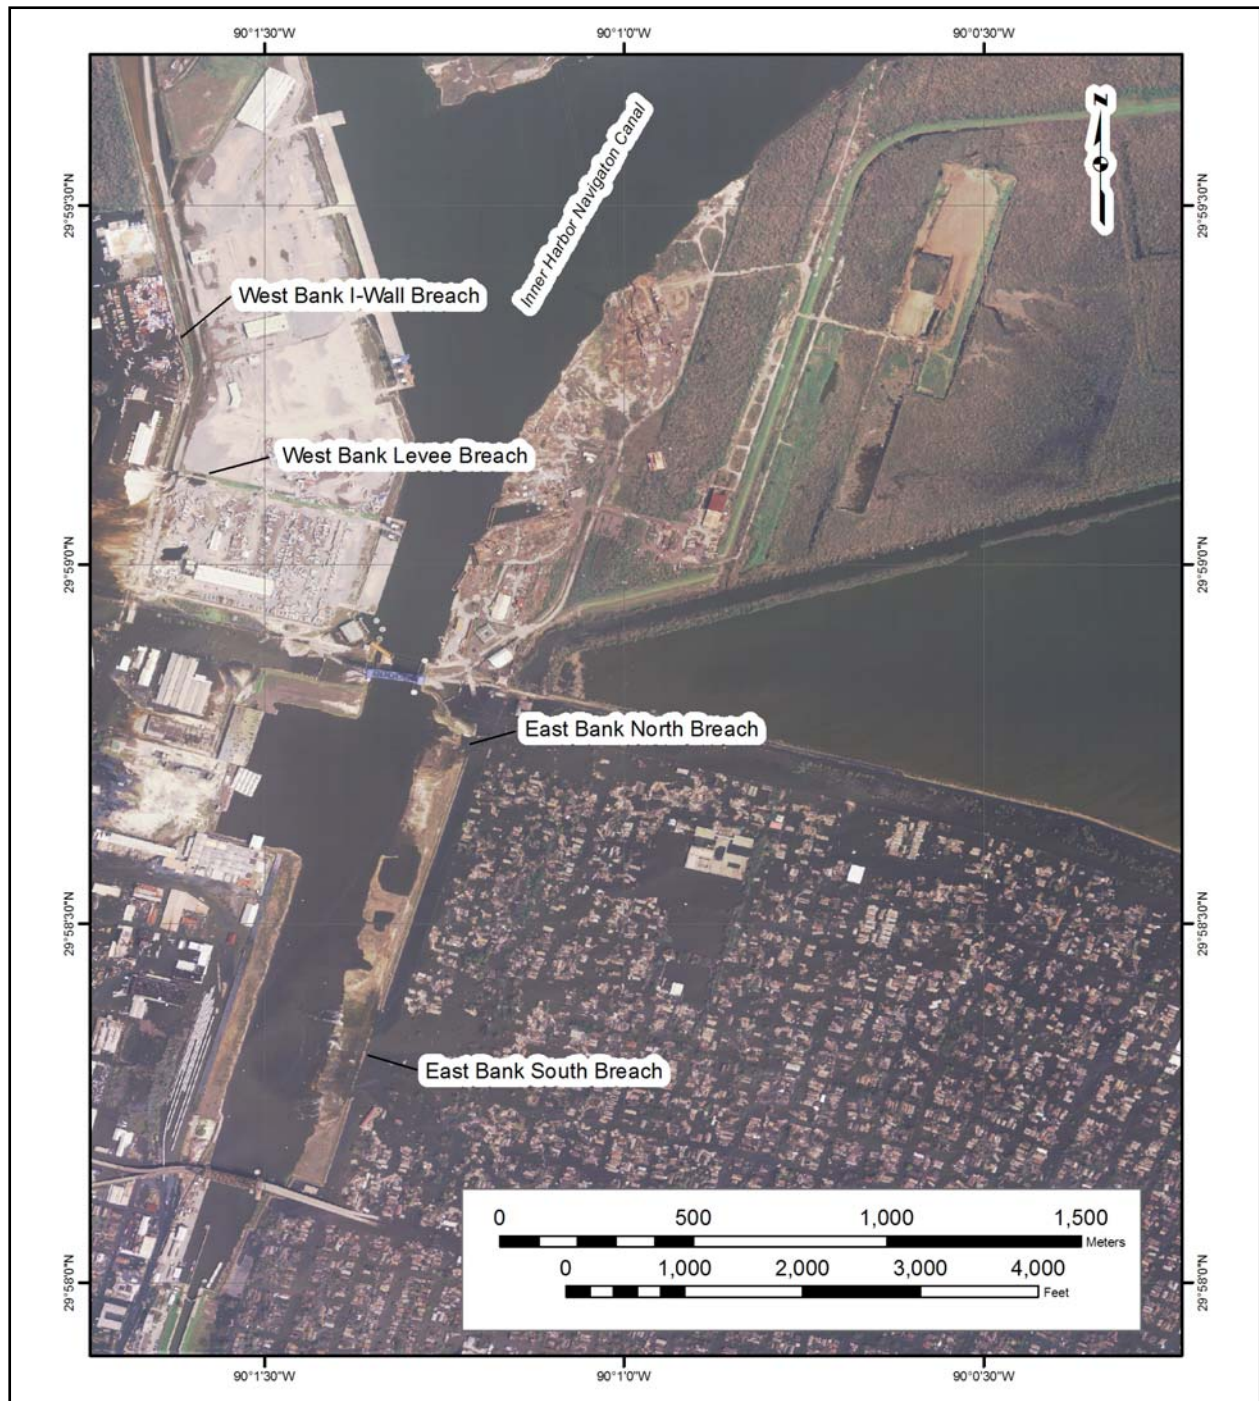 90°1'30"W 90°1'0"W 90°0'30"W
Z
Inner Harbor Navigaton Canal
29°59'30"N 29°59'30"N
West Bank I-Wall Breach
West Bank Levee Breach
29°59'0"N 29°59'0"N
East Bank North Breach
29°58'30"N 29°58'30"N
East Bank South Breach
0 500 1,000 1,500
Meters
0 1,000 2,000 3,000 4,000
Feet
29°58'0"N 29°58'0"N
90°1'30"W 90°1'0"W 90°0'30"W